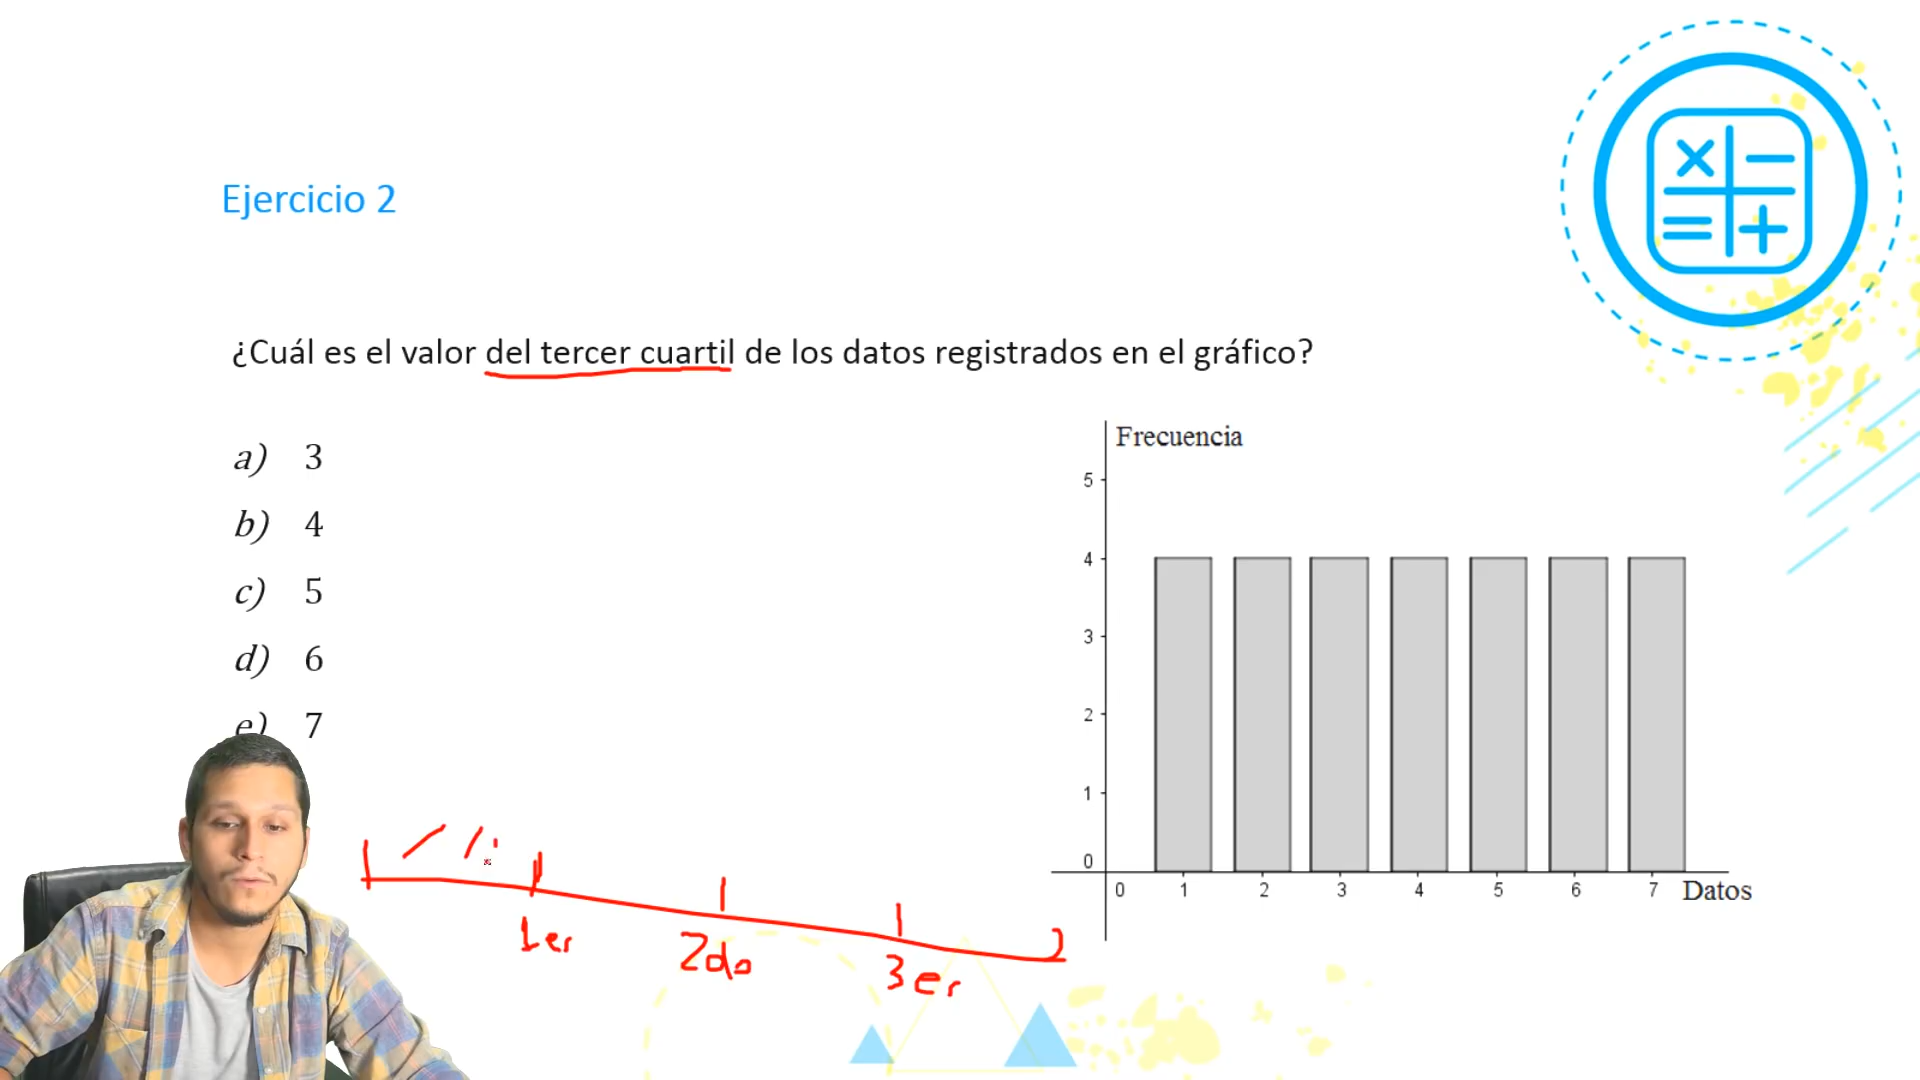 Ejercicio 2
¿Cuál es el valor del tercer cuartil de los datos registrados en el gráfico?
a) 3
b) 4
c) 5
d) 6
e) 7
Frecuencia
5
4
3
2
1
0
0 1 2 3 4 5 6 7 Datos
1er 2do 3er